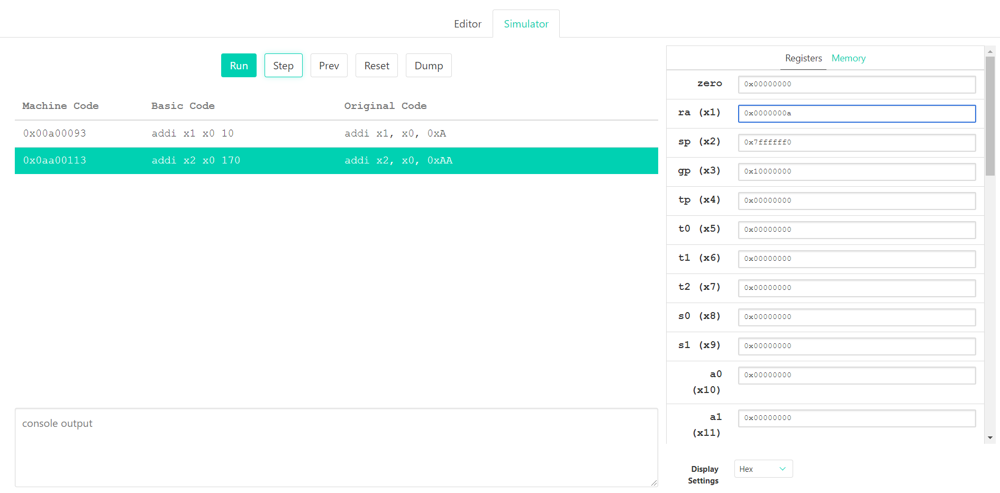 Editor Simulator
Run Step Prev Reset Dump
Machine Code Basic Code Original Code
0x00a00093 addi x1 x0 10 addi x1, x0, 0xA
0x0aa00113 addi x2 x0 170 addi x2, x0, 0xAA
console output
Registers Memory
zero 0x00000000
ra (x1) 0x0000000a
sp (x2) 0x7ffffff0
gp (x3) 0x10000000
tp (x4) 0x00000000
t0 (x5) 0x00000000
t1 (x6) 0x00000000
t2 (x7) 0x00000000
s0 (x8) 0x00000000
s1 (x9) 0x00000000
a0 0x00000000
(x10)
a1 0x00000000
(x11)
Display Hex
Settings